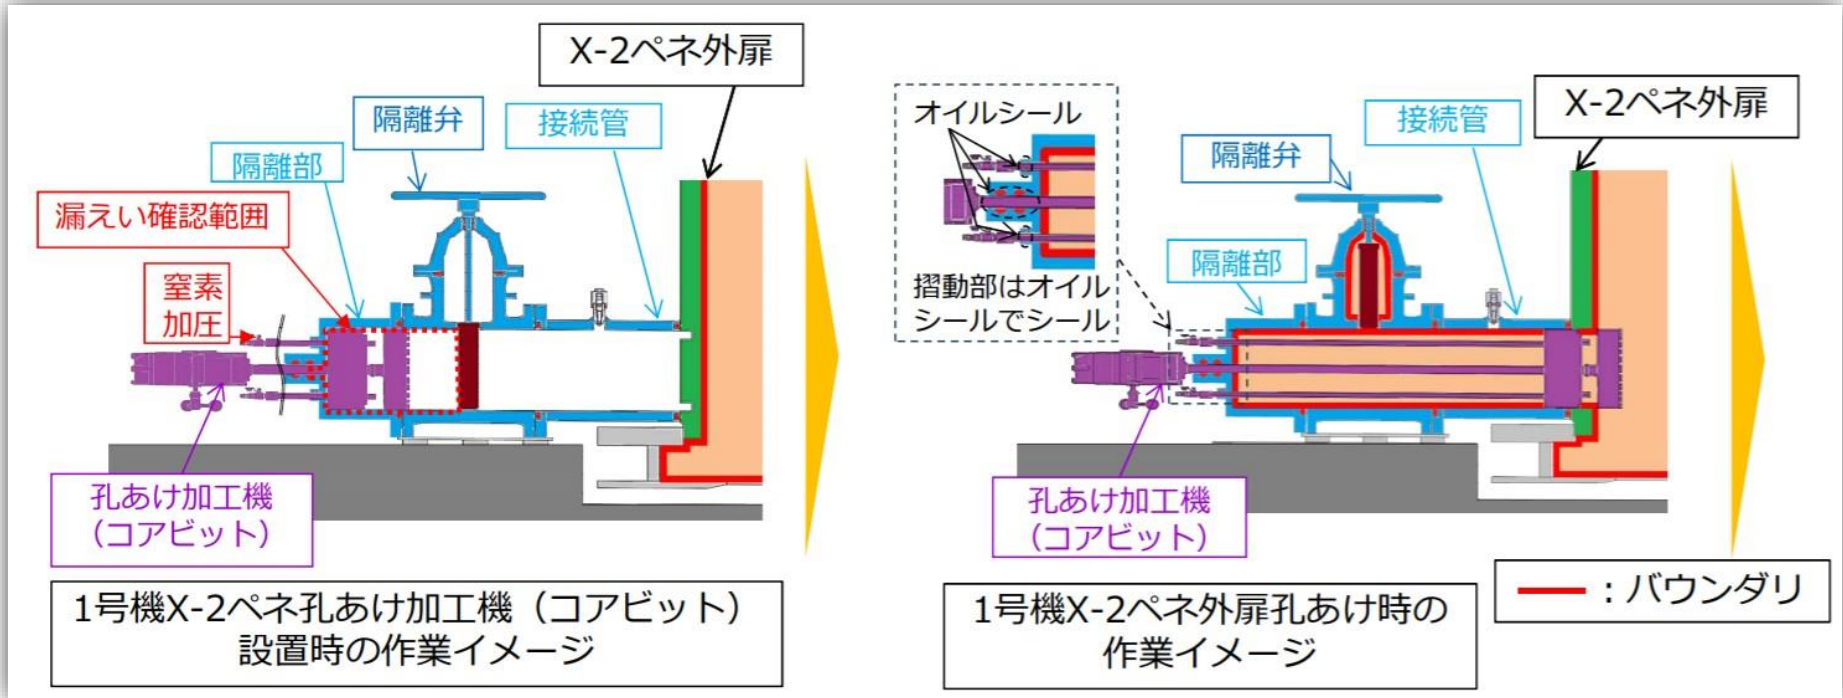 X-2ペネ外扉
隔離弁
接続管
隔離部
漏えい確認範囲
窒素
加圧
孔あけ加工機
（コアビット）
1号機X-2ペネ孔あけ加工機（コアビット）
設置時の作業イメージ
オイルシール
摺動部はオイル
シールでシール
X-2ペネ外扉
接続管
隔離弁
隔離部
孔あけ加工機
（コアビット）
1号機X-2ペネ外扉孔あけ時の
作業イメージ
：バウンダリ